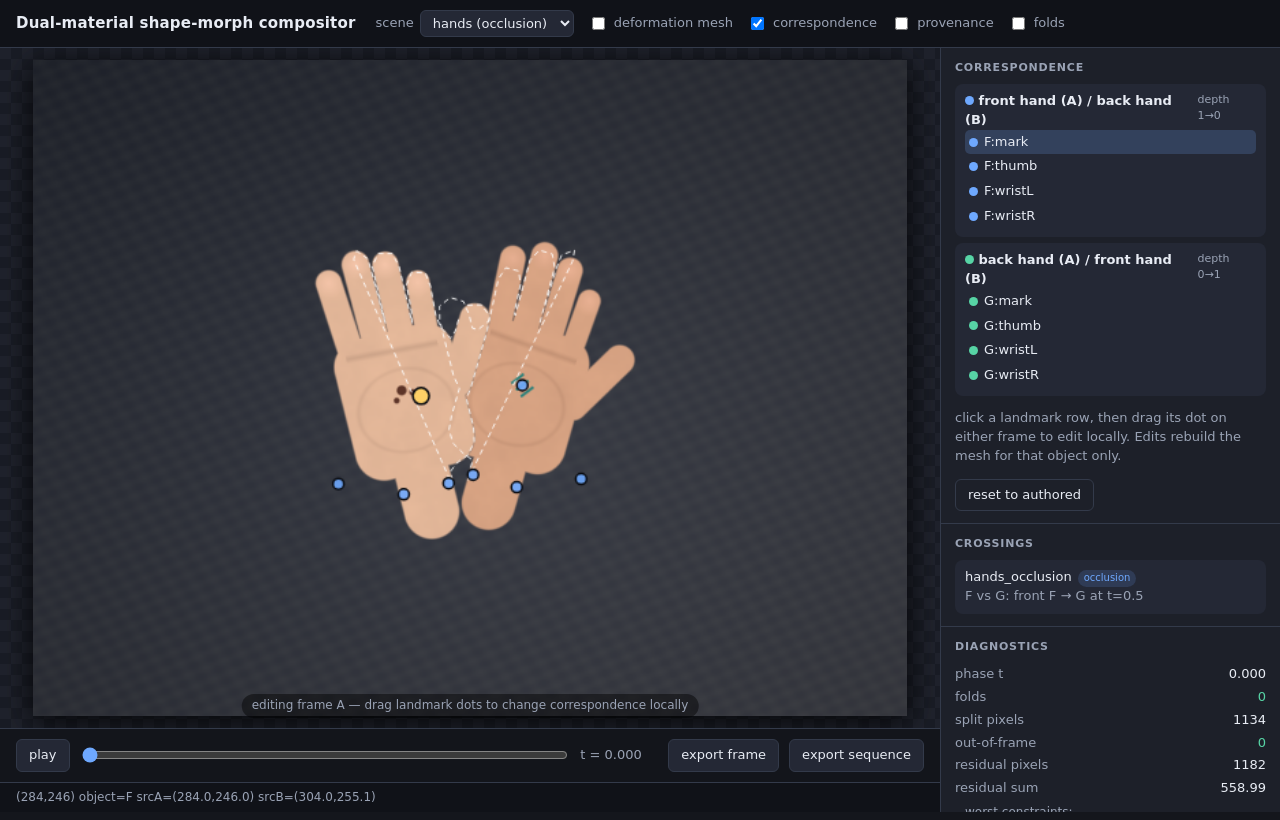 Dual-material shape-morph compositor
scene hands (occlusion) deformation mesh correspondence provenance folds
editing frame A — drag landmark dots to change correspondence locally
play t = 0.000 export frame export sequence
(284,246) object=F srcA=(284.0,246.0) srcB=(304.0,255.1)
CORRESPONDENCE
front hand (A) / back hand (B) depth 1→0
F:mark
F:thumb
F:wristL
F:wristR
back hand (A) / front hand (B) depth 0→1
G:mark
G:thumb
G:wristL
G:wristR
click a landmark row, then drag its dot on
either frame to edit locally. Edits rebuild the
mesh for that object only.
reset to authored
CROSSINGS
hands_occlusion occlusion
F vs G: front F → G at t=0.5
DIAGNOSTICS
phase t 0.000
folds 0
split pixels 1134
out-of-frame 0
residual pixels 1182
residual sum 558.99
worst constraints: